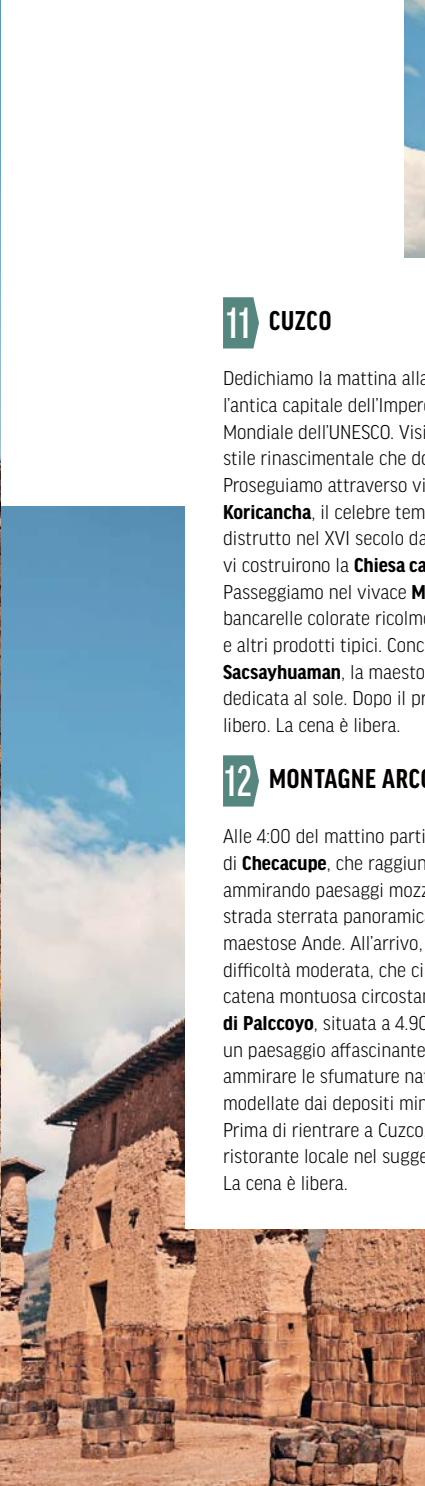 11 CUZCO
Dedichiamo la mattina alla
l'antica capitale dell'Imper
Mondiale dell'UNESCO. Visi
stile rinascimentale che do
Proseguiamo attraverso vi
Koricancha, il celebre tem
distrutto nel XVI secolo da
vi costruirono la Chiesa ca
Passeggiamo nel vivace M
bancarelle colorate ricolm
e altri prodotti tipici. Conc
Sacsayhuaman, la maesto
dedicata al sole. Dopo il pr
libero. La cena è libera.
12 MONTAGNE ARCO
Alle 4:00 del mattino parti
di Checacupe, che raggiun
ammirando paesaggi mozz
strada sterrata panoramica
maestose Ande. All'arrivo,
difficoltà moderata, che ci
catena montuosa circostan
di Palccoyo, situata a 4.90
un paesaggio affascinante
ammirare le sfumature na
modellate dai depositi min
Prima di rientrare a Cuzco
ristorante locale nel sugge
La cena è libera.